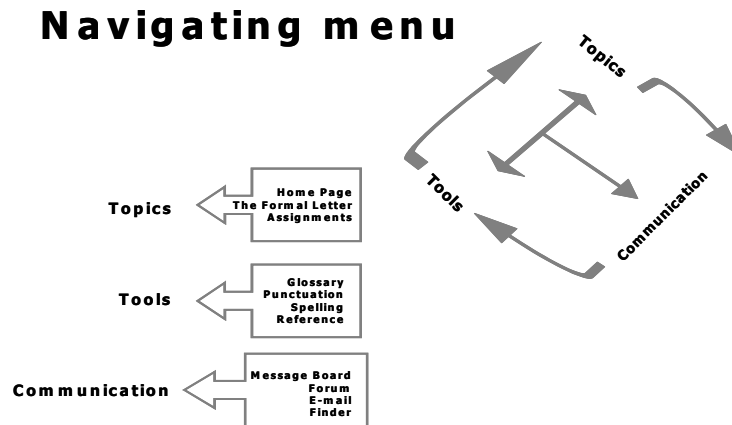 Navigating menu
Topics
Tools
Communication
Topics
Home Page
The Formal Letter
Assignments
Tools
Glossary
Punctuation
Spelling
Reference
Communication
Message Board
Forum
E-mail
Finder